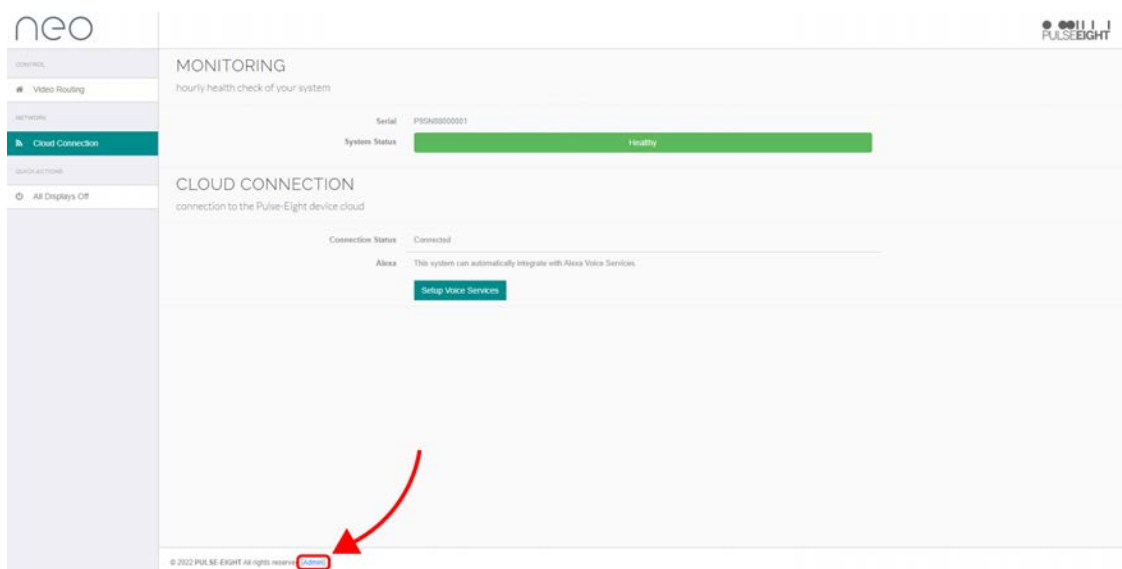 neo
PULSEEIGHT
CONTROL
Video Routing
NETWORK
Cloud Connection
QUICK ACTIONS
All Displays Off
MONITORING
hourly health check of your system
Serial
System Status
Healthy
CLOUD CONNECTION
connection to the Pulse-Eight device cloud
Connection Status Connected
Alexa This system can automatically integrate with Alexa Voice Services.
Setup Voice Services
© 2022 PULSE-EIGHT All rights reserve (Admin)